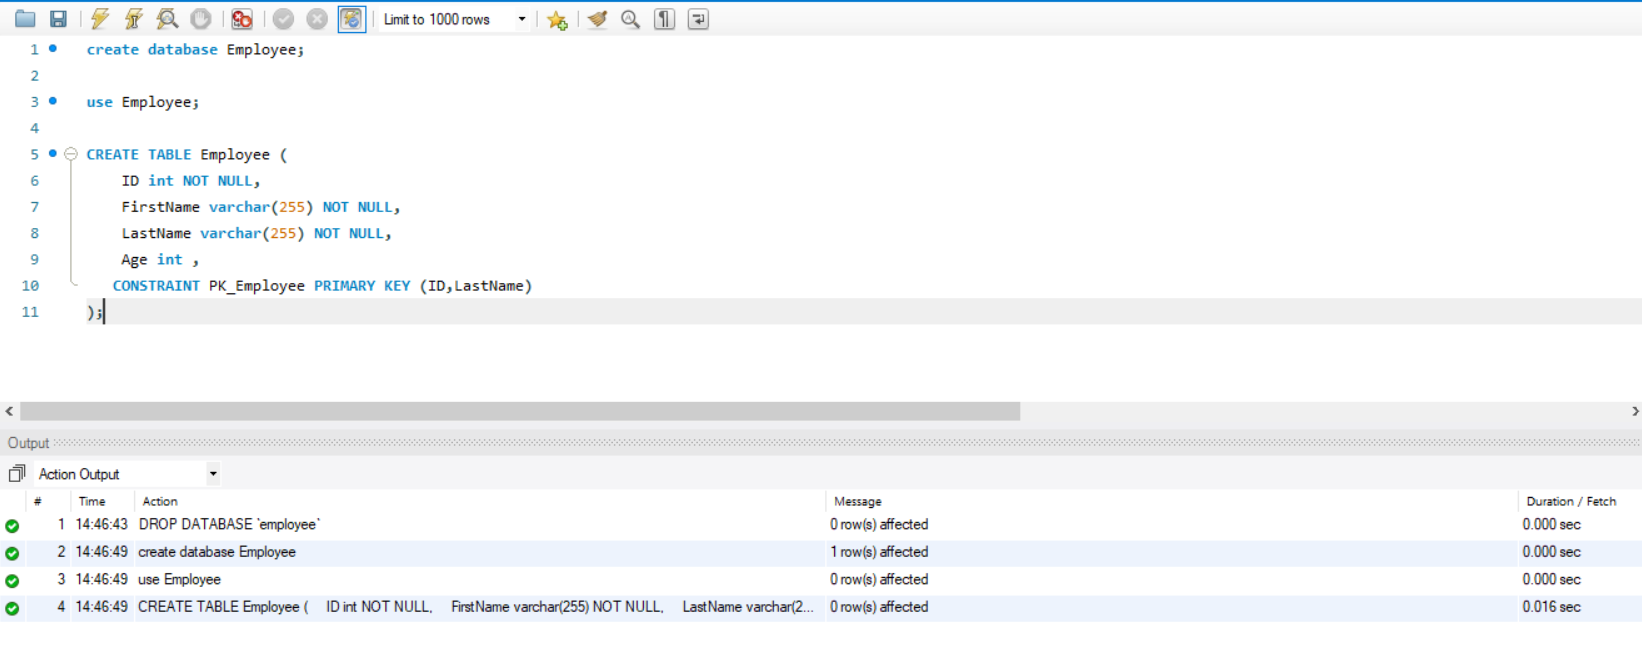 Limit to 1000 rows
1 create database Employee;
2
3 use Employee;
4
5 CREATE TABLE Employee (
6 ID int NOT NULL,
7 FirstName varchar(255) NOT NULL,
8 LastName varchar(255) NOT NULL,
9 Age int ,
10 CONSTRAINT PK_Employee PRIMARY KEY (ID,LastName)
11 );
Output
Action Output
# Time Action Message Duration / Fetch
1 14:46:43 DROP DATABASE `employee` 0 row(s) affected 0.000 sec
2 14:46:49 create database Employee 1 row(s) affected 0.000 sec
3 14:46:49 use Employee 0 row(s) affected 0.000 sec
4 14:46:49 CREATE TABLE Employee ( ID int NOT NULL, FirstName varchar(255) NOT NULL, LastName varchar(2... 0 row(s) affected 0.016 sec